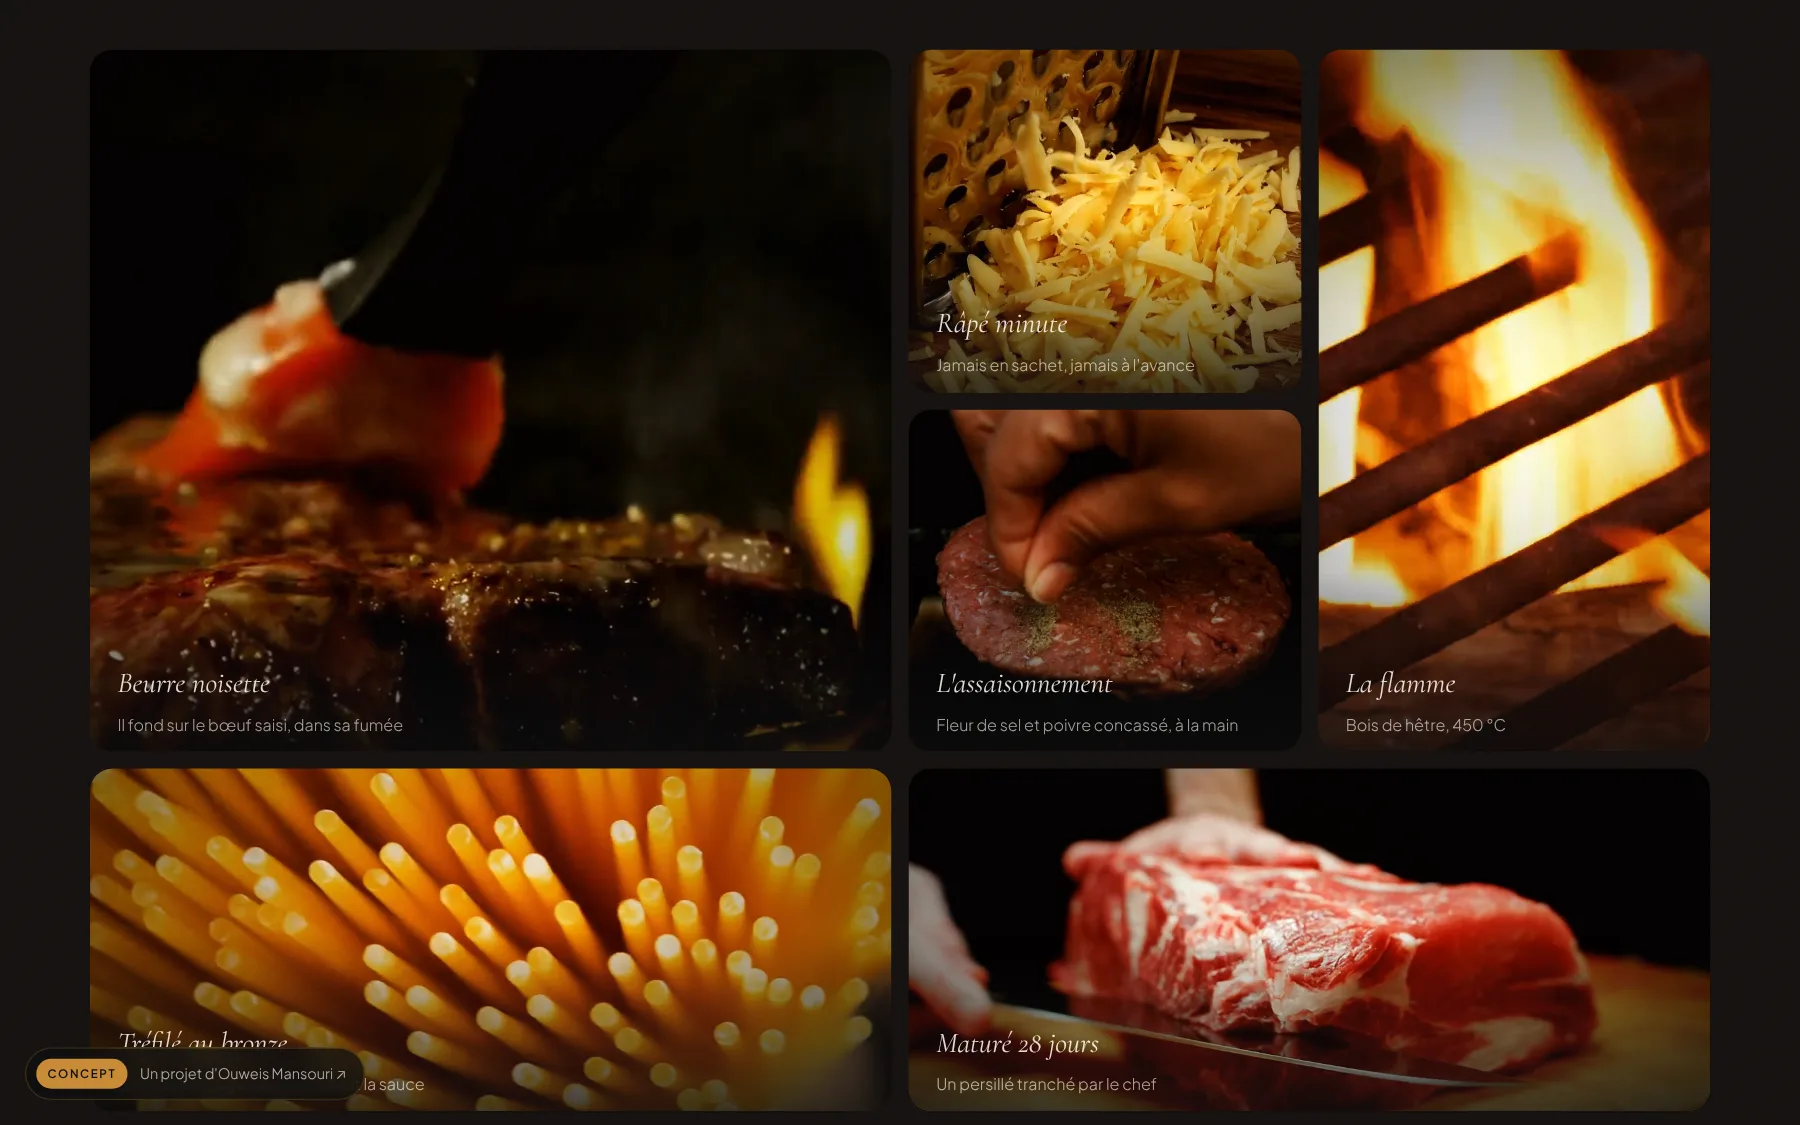 Râpé minute
Jamais en sachet, jamais à l'avance
Beurre noisette
Il fond sur le bœuf saisi, dans sa fumée
L'assaisonnement
Fleur de sel et poivre concassé, à la main
La flamme
Bois de hêtre, 450 °C
Tréfilé au bronze
la sauce
Maturé 28 jours
Un persillé tranché par le chef
CONCEPT
Un projet d'Ouweis Mansouri ↗